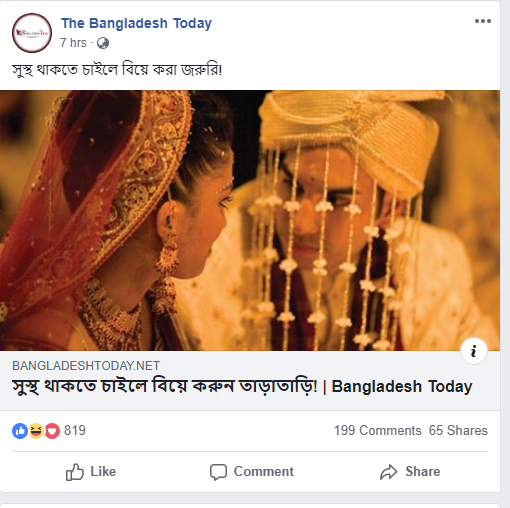 The Bangladesh Today
7 hrs ·
সুস্থ থাকতে চাইলে বিয়ে করা জরুরি!
i
BANGLADESHTODAY.NET
সুস্থ থাকতে চাইলে বিয়ে করুন তাড়াতাড়ি! | Bangladesh Today
819 199 Comments 65 Shares
Like Comment Share